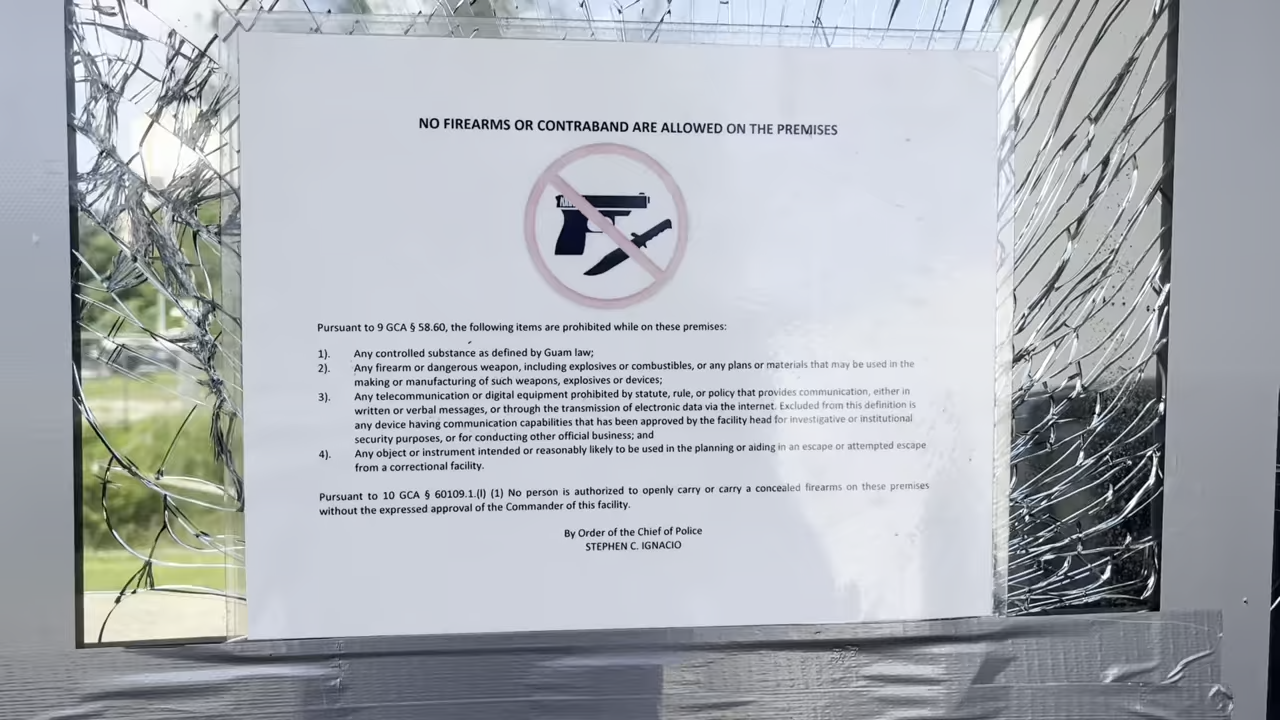 NO FIREARMS OR CONTRABAND ARE ALLOWED ON THE PREMISES
Pursuant to 9 GCA § 58.60, the following items are prohibited while on these premises:
1). Any controlled substance as defined by Guam law;
2). Any firearm or dangerous weapon, including explosives or combustibles, or any plans or materials that may be used in the
making or manufacturing of such weapons, explosives or devices;
3). Any telecommunication or digital equipment prohibited by statute, rule, or policy that provides communication, either in
written or verbal messages, or through the transmission of electronic data via the internet. Excluded from this definition is
any device having communication capabilities that has been approved by the facility head for investigative or institutional
security purposes, or for conducting other official business; and
4). Any object or instrument intended or reasonably likely to be used in the planning or aiding in an escape or attempted escape
from a correctional facility.
Pursuant to 10 GCA § 60109.1.(l) (1) No person is authorized to openly carry or carry a concealed firearms on these premises
without the expressed approval of the Commander of this facility.
By Order of the Chief of Police
STEPHEN C. IGNACIO